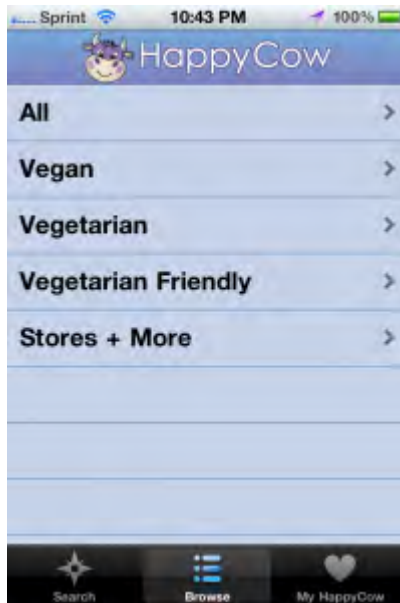 Sprint 10:43 PM 100%
HappyCow
All
Vegan
Vegetarian
Vegetarian Friendly
Stores + More
Search Browse My HappyCow